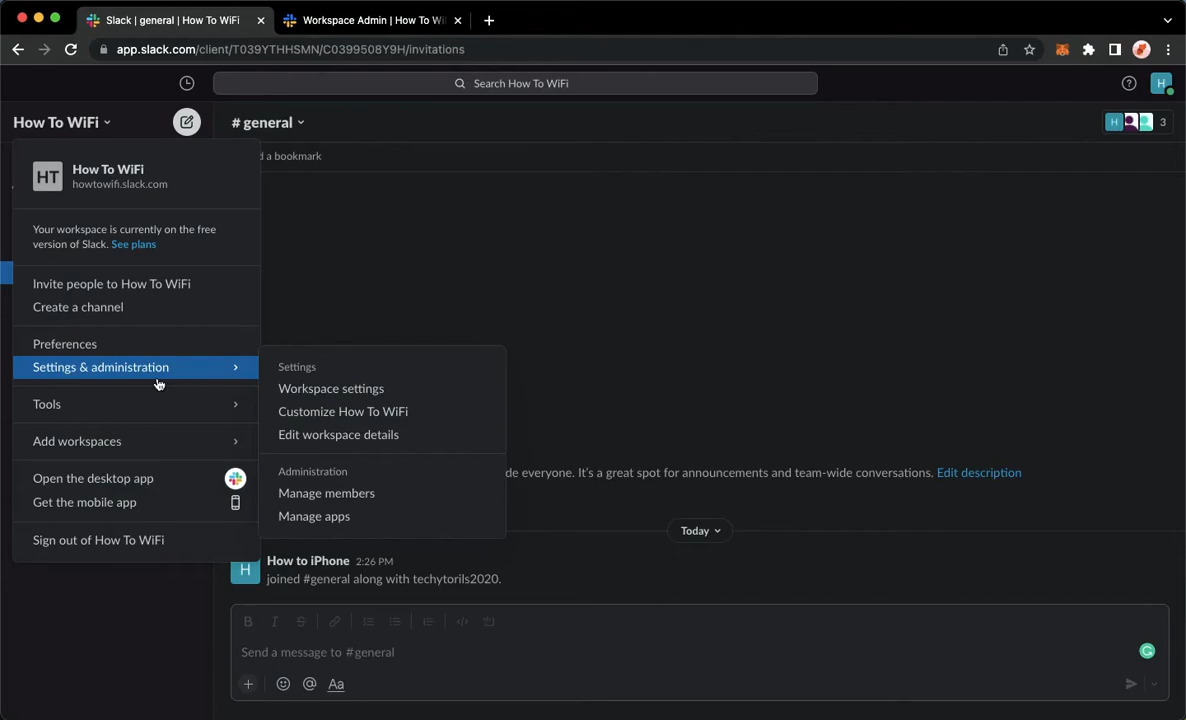 Slack | general | How To WiFi
Workspace Admin | How To Wi
app.slack.com/client/T039YTHHSMN/C0399508Y9H/invitations
Search How To WiFi
H
How To WiFi
# general
H
3
d a bookmark
HT
How To WiFi
howtowifi.slack.com
Your workspace is currently on the free
version of Slack. See plans
Invite people to How To WiFi
Create a channel
Preferences
Settings & administration
Tools
Add workspaces
Open the desktop app
Get the mobile app
Sign out of How To WiFi
Settings
Workspace settings
Customize How To WiFi
Edit workspace details
Administration
Manage members
Manage apps
de everyone. It's a great spot for announcements and team-wide conversations. Edit description
Today
H
How to iPhone 2:26 PM
joined #general along with techytorils2020.
B I S
Send a message to #general
Aa